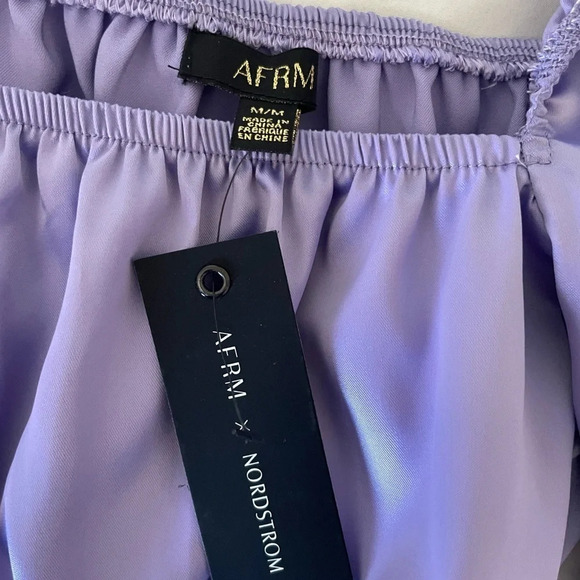 AFRM
M/M
MADE IN
CHINA
FABRIQUE
EN CHINE
AFRM X NORDSTROM